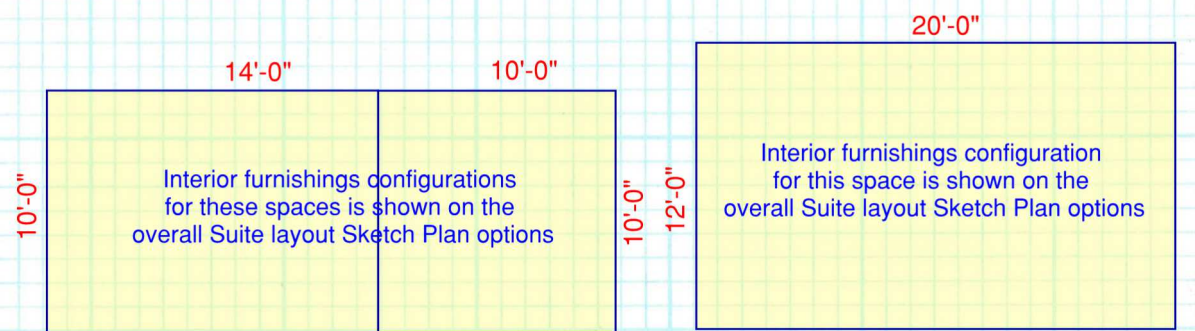 20'-0"
14'-0"
10'-0"
10'-0"
Interior furnishings configurations
for these spaces is shown on the
overall Suite layout Sketch Plan options
10'-0"
12'-0"
Interior furnishings configuration
for this space is shown on the
overall Suite layout Sketch Plan options